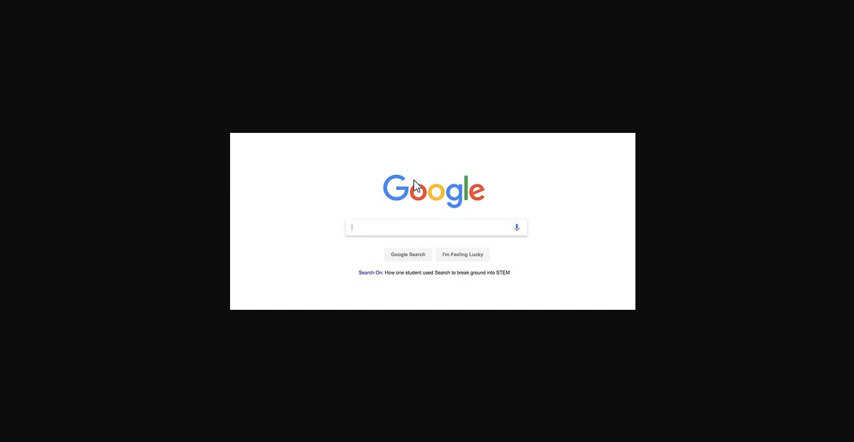 Google
Google Search I'm Feeling Lucky
Search On: How one student used Search to break ground into STEM